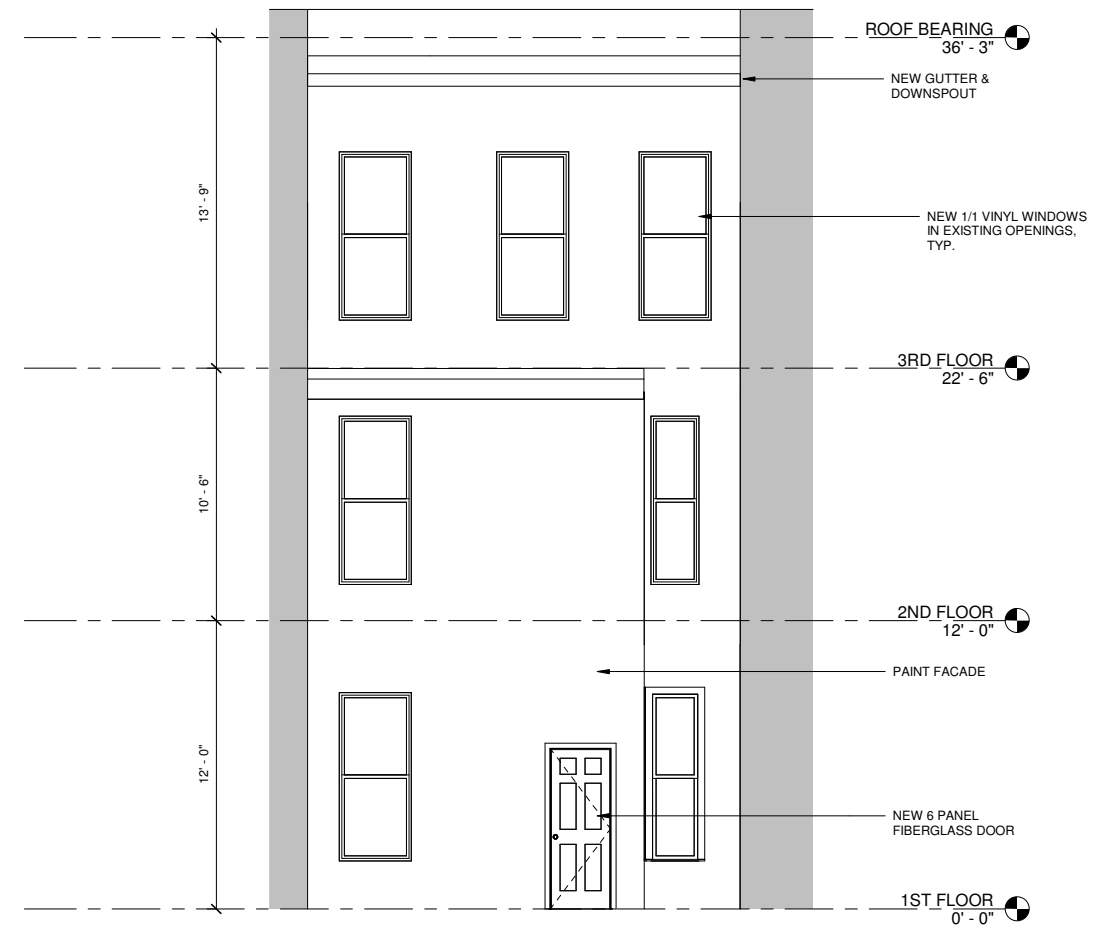 ROOF BEARING
36' - 3"
NEW GUTTER &
DOWNSPOUT
13' - 9"
NEW 1/1 VINYL WINDOWS
IN EXISTING OPENINGS,
TYP.
3RD FLOOR
22' - 6"
10' - 6"
2ND FLOOR
12' - 0"
PAINT FACADE
12' - 0"
NEW 6 PANEL
FIBERGLASS DOOR
1ST FLOOR
0' - 0"